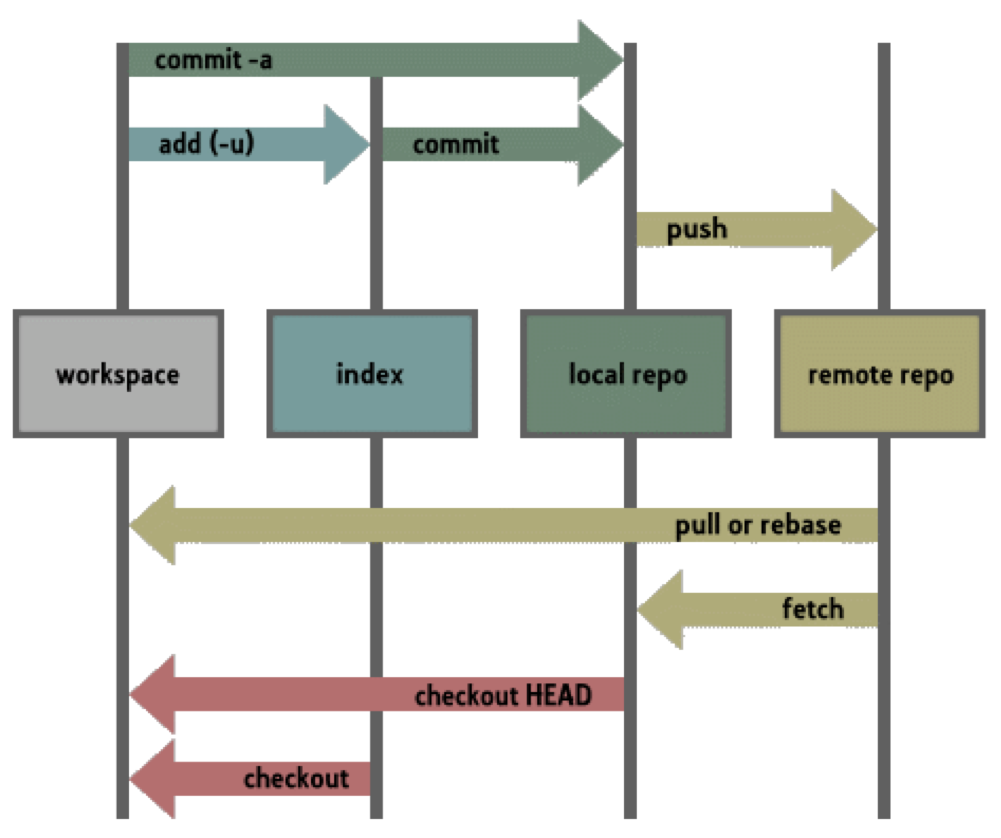 commit -a
add (-u)
commit
push
workspace
index
local repo
remote repo
pull or rebase
fetch
checkout HEAD
checkout